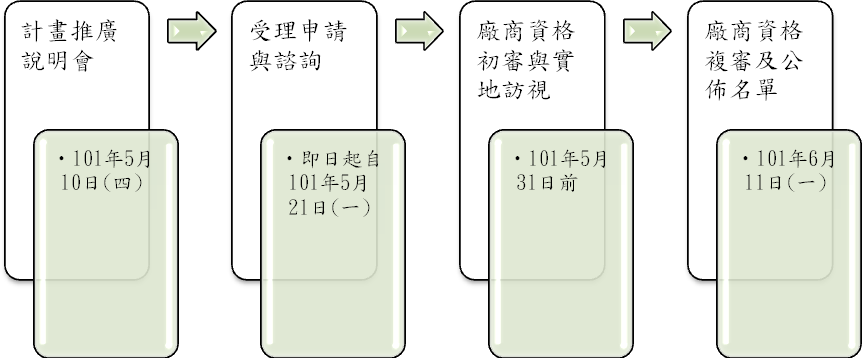 計畫推廣
說明會
・101年5月
10日(四)
受理申請
與諮詢
・即日起自
101年5月
21日(一)
廠商資格
初審與實
地訪視
・101年5月
31日前
廠商資格
複審及公
佈名單
・101年6月
11日(一)